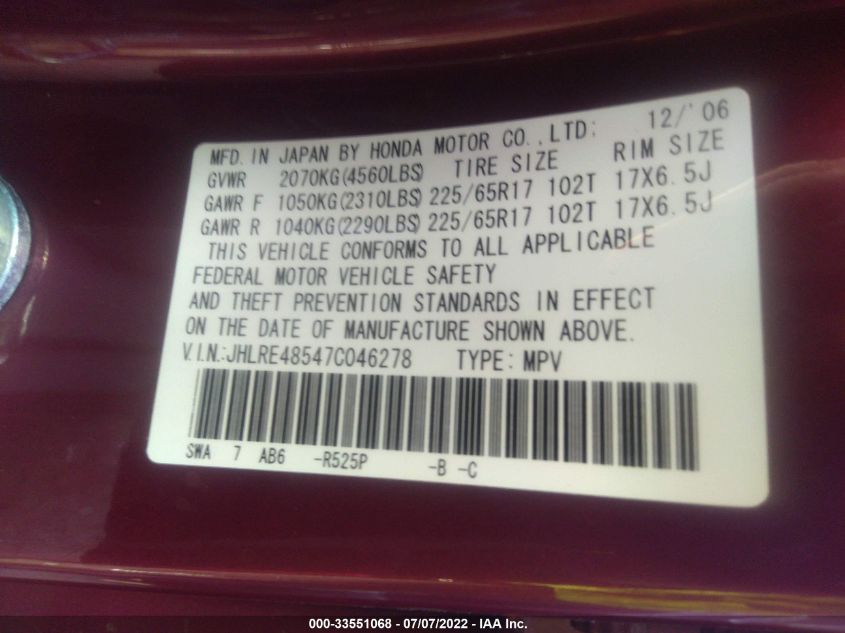 MFD. IN JAPAN BY HONDA MOTOR CO.,LTD: 12/'06
GVWR 2070KG(4560LBS) TIRE SIZE RIM SIZE
GAWR F 1050KG(2310LBS) 225/65R17 102T 17X6.5J
GAWR R 1040KG(2290LBS) 225/65R17 102T 17X6.5J
THIS VEHICLE CONFORMS TO ALL APPLICABLE
FEDERAL MOTOR VEHICLE SAFETY
AND THEFT PREVENTION STANDARDS IN EFFECT
ON THE DATE OF MANUFACTURE SHOWN ABOVE.
V.I.N.:JHLRE48547C046278 TYPE: MPV
SWA 7 AB6 -R525P -B -C
000-33551068 - 07/07/2022 - IAA Inc.